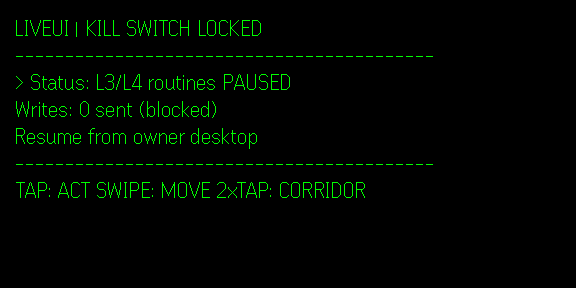 LIVEUI | KILL SWITCH LOCKED
------------------------------------------
> Status: L3/L4 routines PAUSED
Writes: 0 sent (blocked)
Resume from owner desktop
------------------------------------------
TAP: ACT SWIPE: MOVE 2xTAP: CORRIDOR